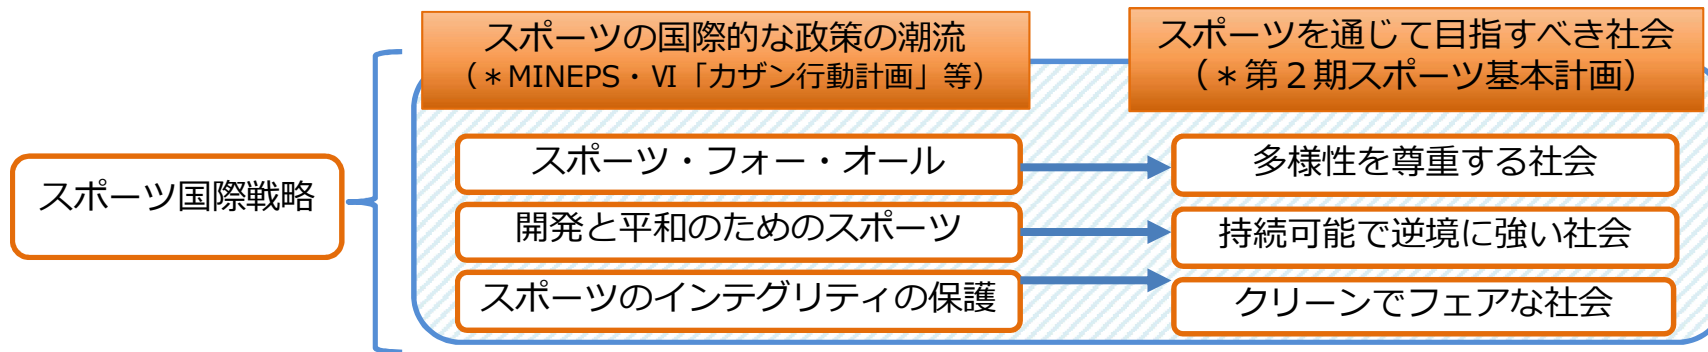 スポーツの国際的な政策の潮流
（＊MINEPS・Ⅵ「カザン行動計画」等）
スポーツを通じて目指すべき社会
（＊第２期スポーツ基本計画）
スポーツ国際戦略
スポーツ・フォー・オール
多様性を尊重する社会
開発と平和のためのスポーツ
持続可能で逆境に強い社会
スポーツのインテグリティの保護
クリーンでフェアな社会